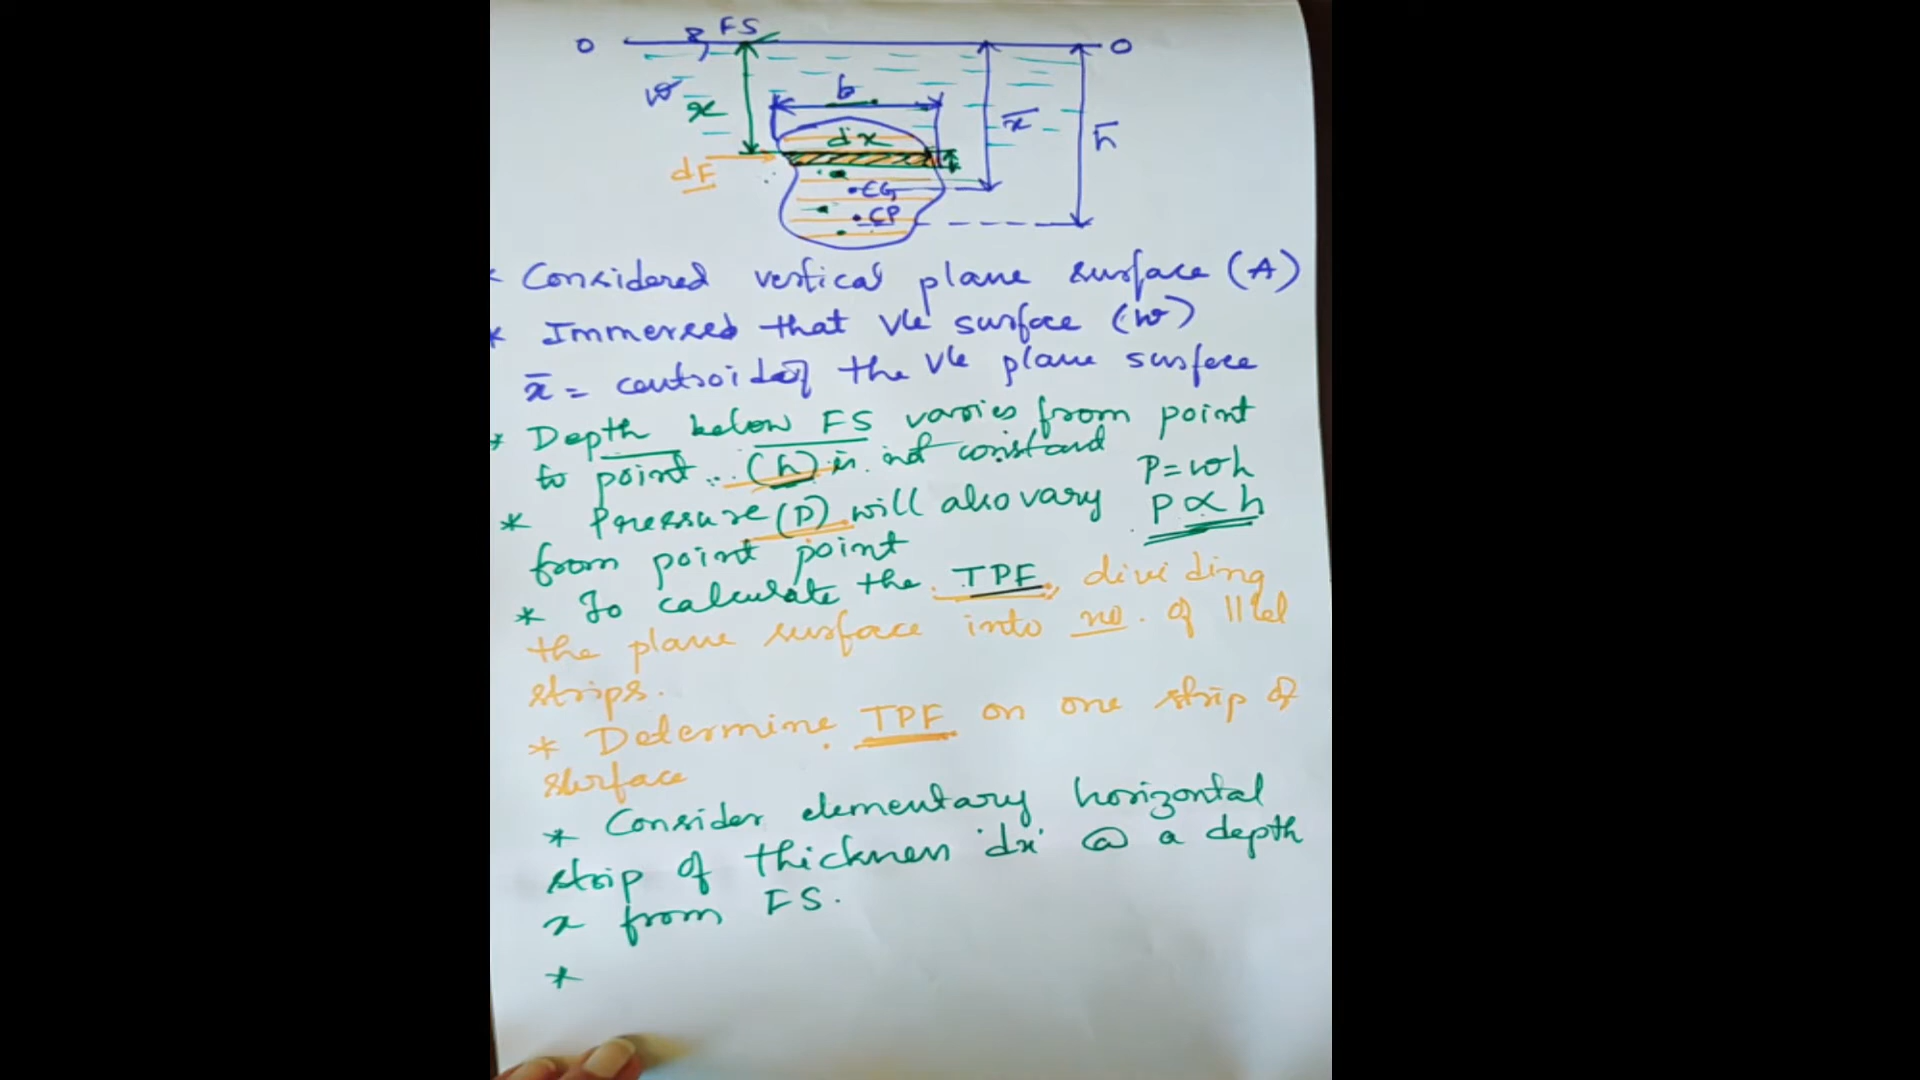 FS
O O
w x b x̄ h̄
dx
dF
CG
CP
* Considered vertical plane surface (A)
* Immersed that Vle surface (w)
x̄ = centroid of the Vle plane surface
* Depth below FS varies from point
to point .. (h) is not constand
P = wh
* Pressure (P) will also vary P ∝ h
from point point
* To calculate the TPF, dividing
the plane surface into no. of ||lel
strips.
* Determine TPF on one strip of
surface
* Consider elementary horizontal
strip of thickness 'dx' @ a depth
x from FS.
*